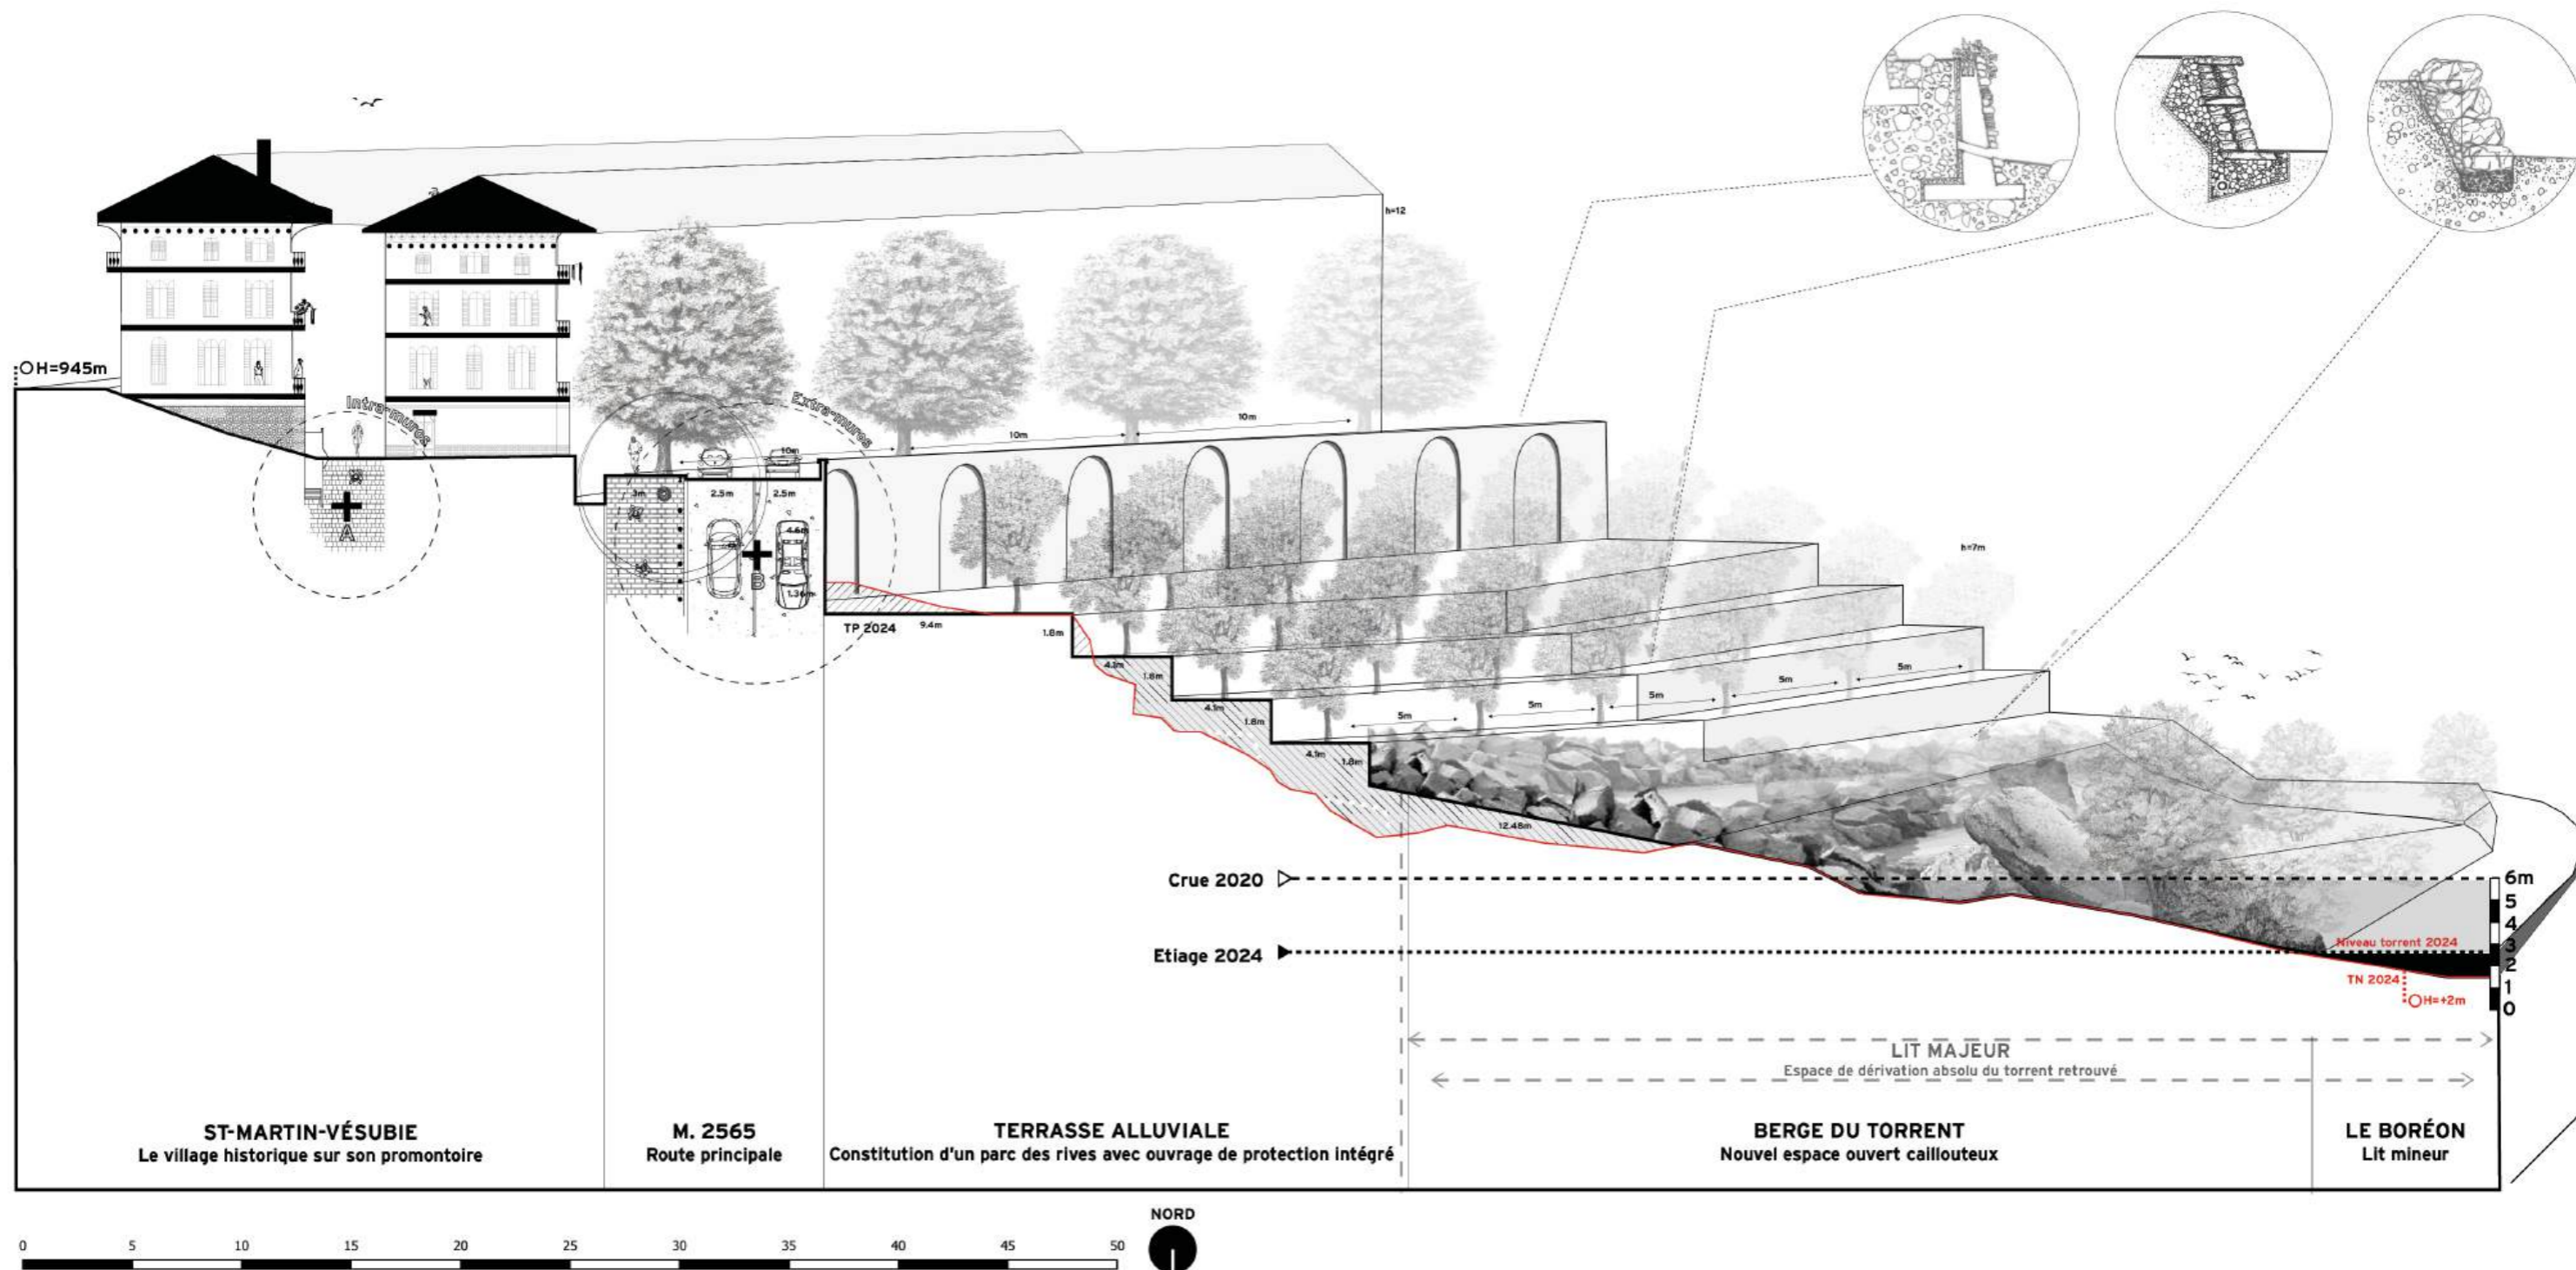 h=12
H=945m
Intra-muros
Extra-muros
10m
10m
10m
3m
2.5m
2.5m
A
4.6m
B
1.36m
h=7m
TP 2024
9.4m
1.8m
4.1m
1.8m
4.1m
1.8m
4.1m
1.8m
5m
5m
5m
5m
5m
12.48m
Crue 2020
Etiage 2024
6m
5
4
3
2
1
0
Niveau torrent 2024
TN 2024
H=+2m
LIT MAJEUR
Espace de dérivation absolu du torrent retrouvé
ST-MARTIN-VÉSUBIE
Le village historique sur son promontoire
M. 2565
Route principale
TERRASSE ALLUVIALE
Constitution d'un parc des rives avec ouvrage de protection intégré
BERGE DU TORRENT
Nouvel espace ouvert caillouteux
LE BORÉON
Lit mineur
NORD
0 5 10 15 20 25 30 35 40 45 50